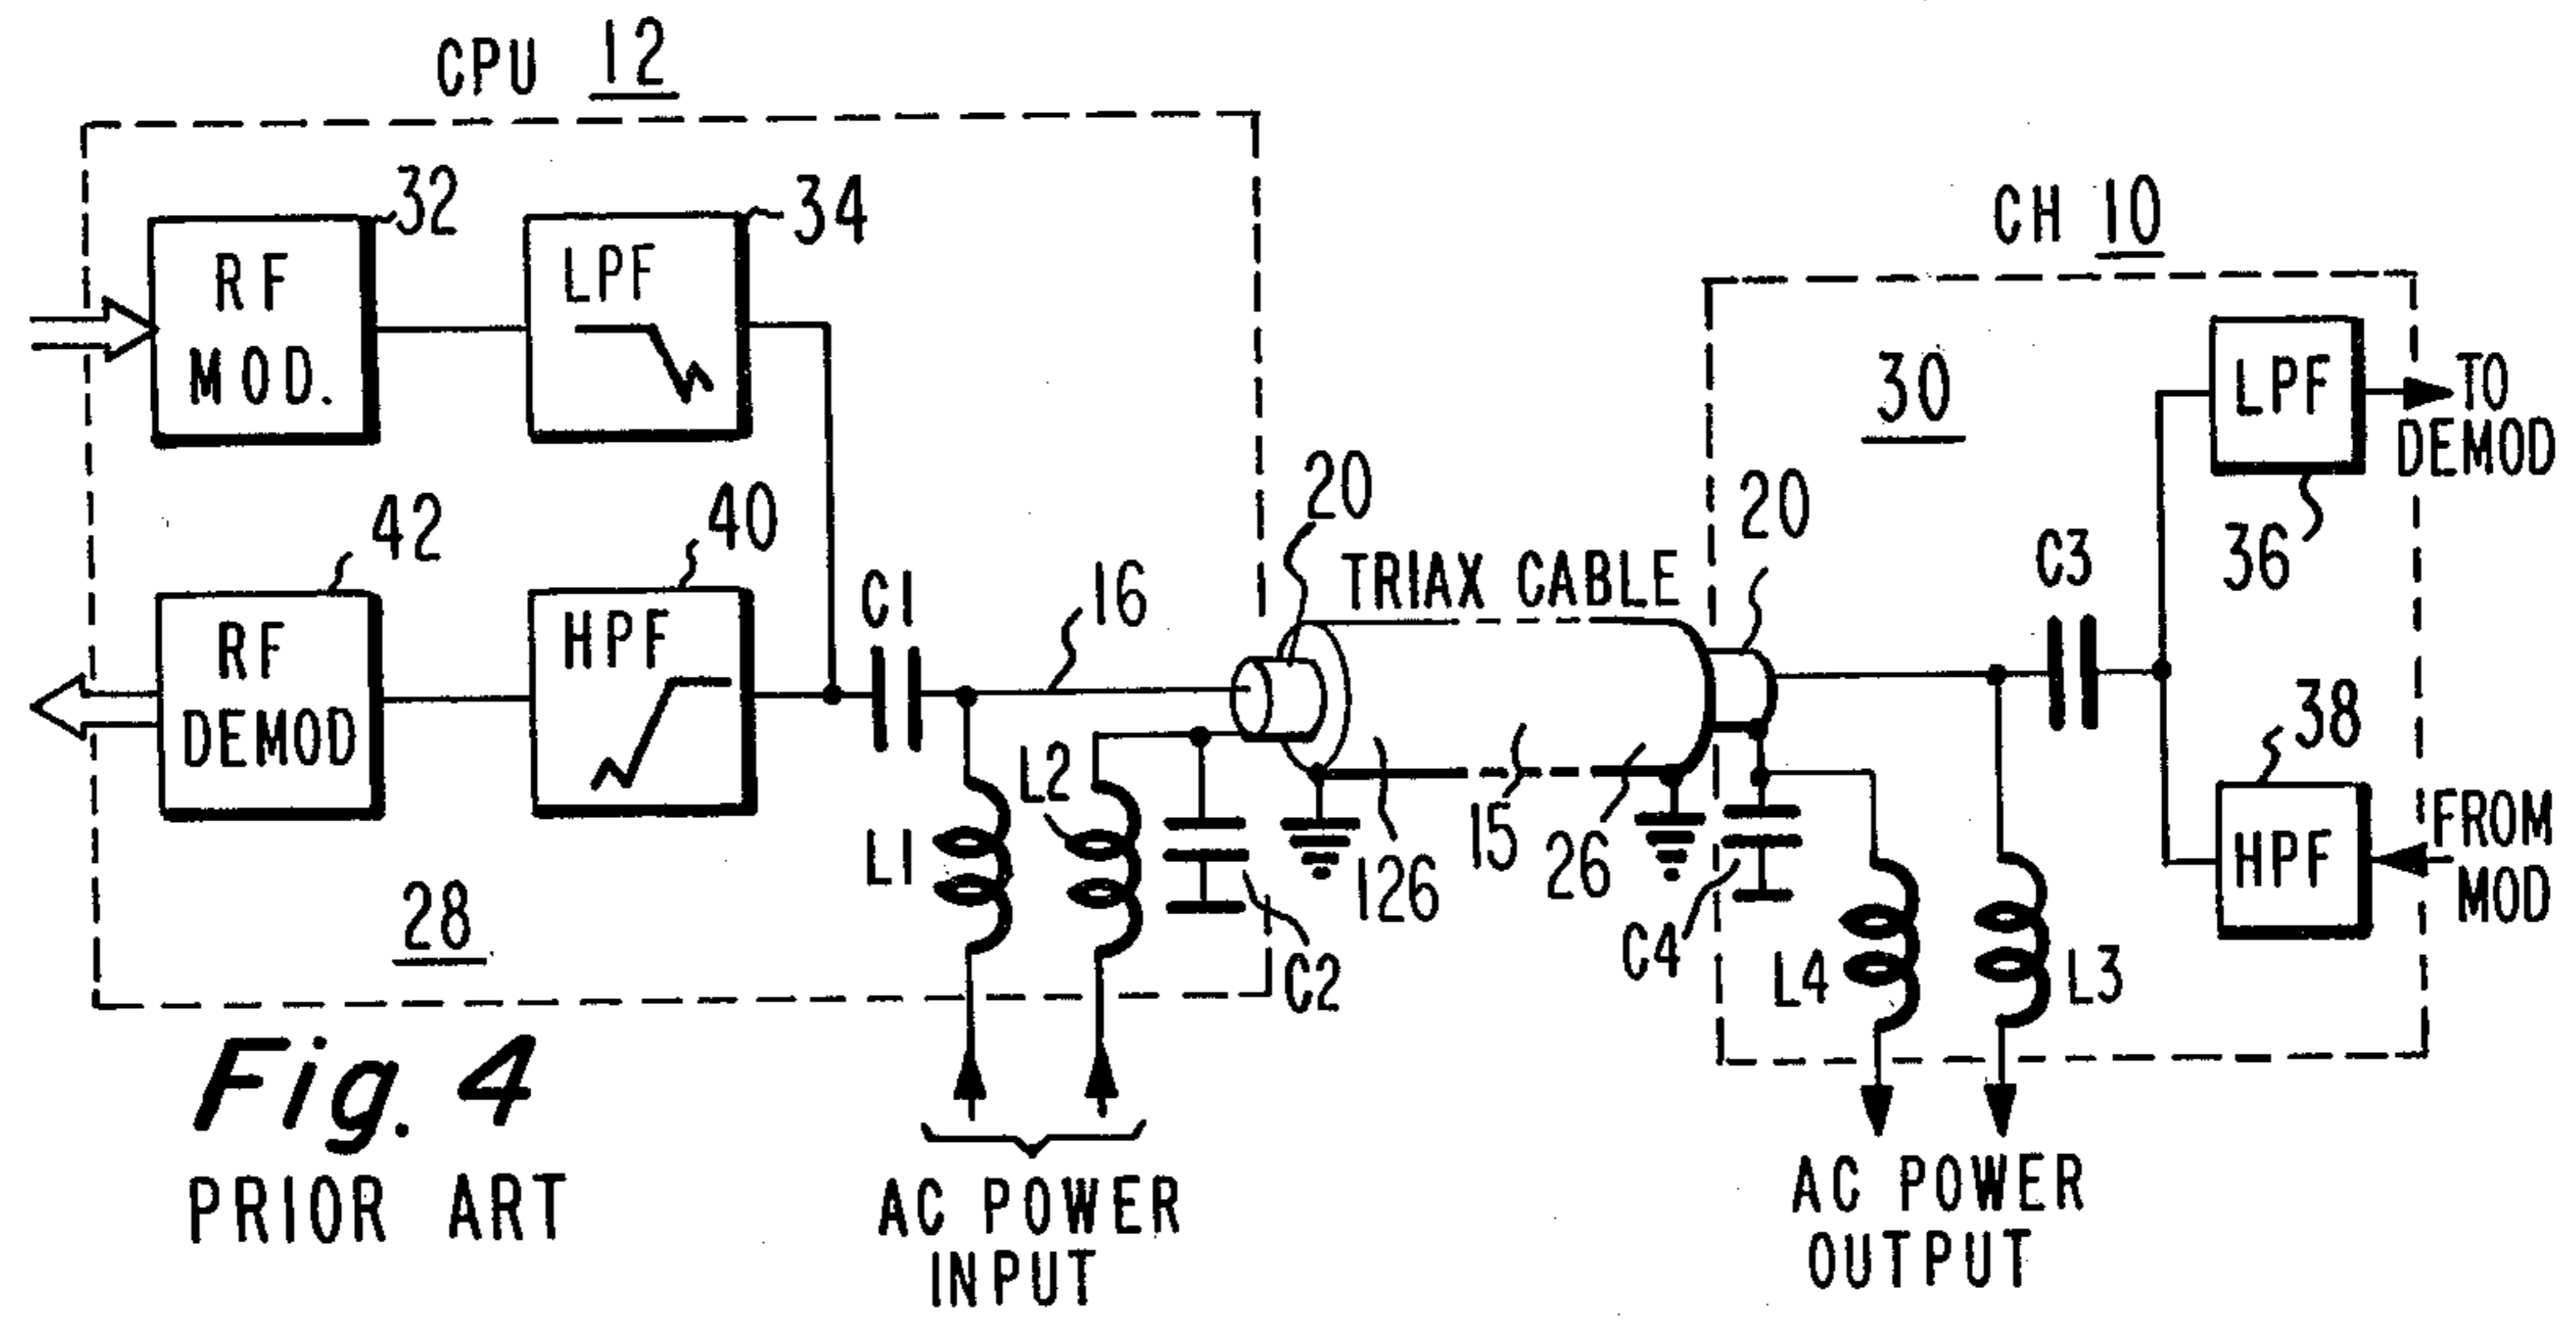 CPU 12
32
34
RF
MOD.
LPF
42
40
RF
DEMOD
HPF
C1
16
L1
L2
C2
28
20
TRIAX CABLE
126
15
26
CH 10
30
20
C3
LPF
36
TO
DEMOD
38
HPF
FROM
MOD
C4
L4
L3
AC POWER
INPUT
AC POWER
OUTPUT
Fig. 4
PRIOR ART